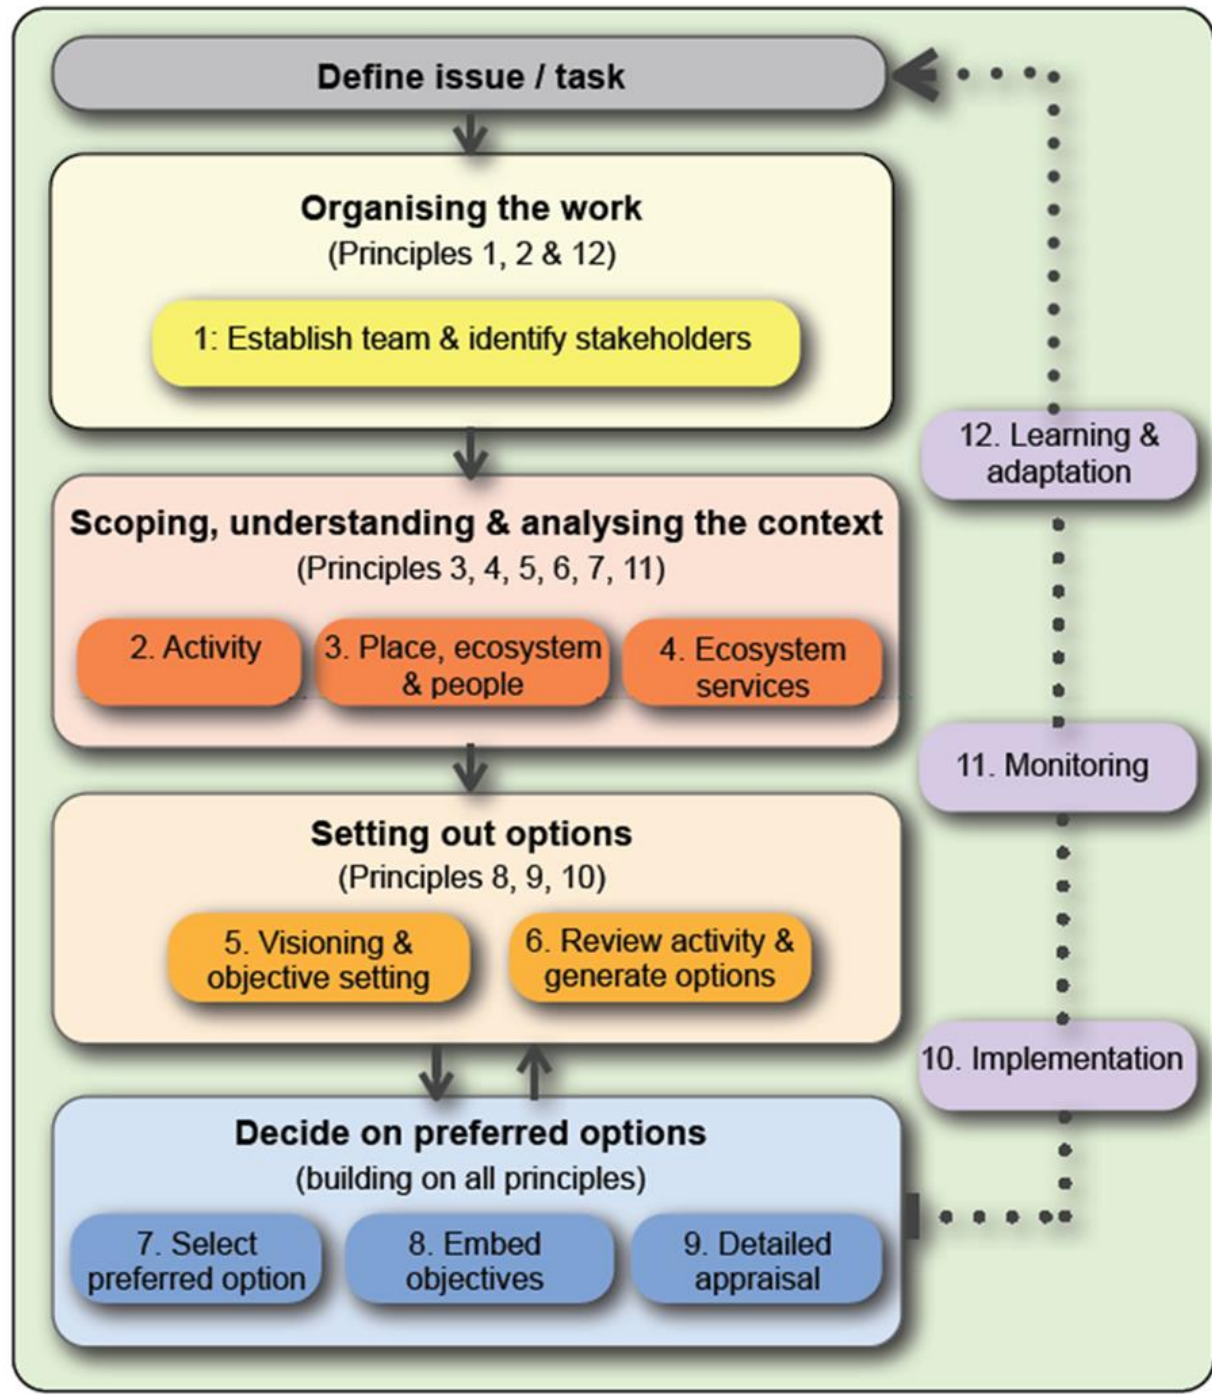 Define issue / task
Organising the work
(Principles 1, 2 & 12)
1: Establish team & identify stakeholders
Scoping, understanding & analysing the context
(Principles 3, 4, 5, 6, 7, 11)
2. Activity
3. Place, ecosystem
& people
4. Ecosystem
services
Setting out options
(Principles 8, 9, 10)
5. Visioning &
objective setting
6. Review activity &
generate options
Decide on preferred options
(building on all principles)
7. Select
preferred option
8. Embed
objectives
9. Detailed
appraisal
10. Implementation
11. Monitoring
12. Learning &
adaptation